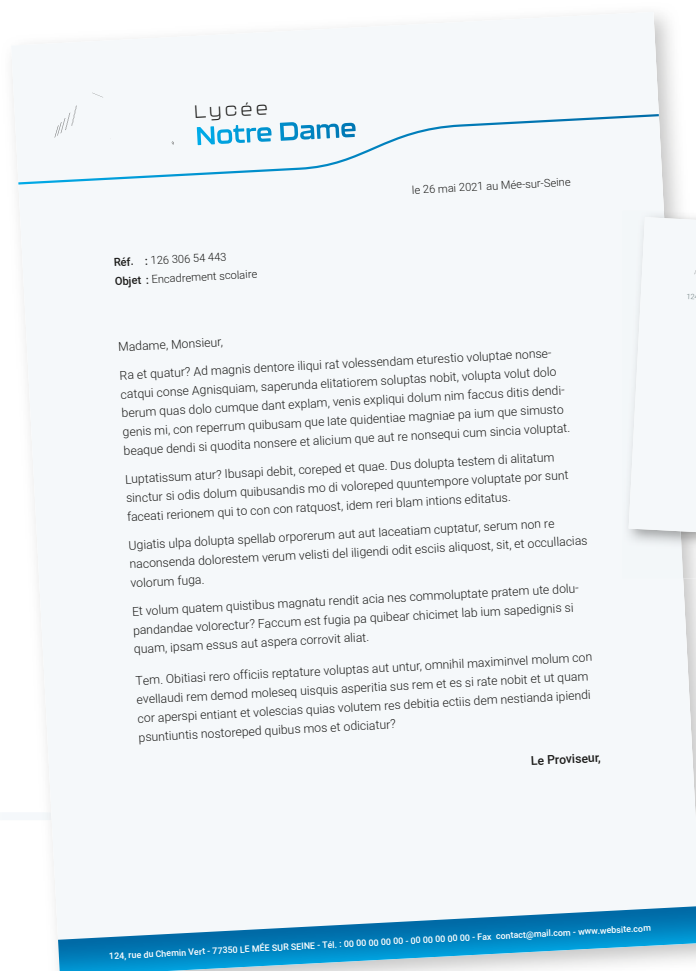 Lycée
Notre Dame
le 26 mai 2021 au Mée-sur-Seine
Réf. : 126 306 54 443
Objet : Encadrement scolaire
Madame, Monsieur,
Ra et quatur? Ad magnis dentore iliqui rat volessendam eturestio voluptae nonse-
catqui conse Agnisquiam, saperunda elitatiorem soluptas nobit, volupta volut dolo
berum quas dolo cumque dant explam, venis expliqui dolum nim faccus ditis dendi-
genis mi, con reperrum quibusam que late quidentiae magniae pa ium que simusto
beaque dendi si quodita nonsere et alicium que aut re nonsequi cum sincia voluptat.
Luptatissum atur? Ibusapi debit, coreped et quae. Dus dolupta testem di alitatum
sinctur si odis dolum quibusandis mo di voloreped quuntempore voluptate por sunt
faceati rerionem qui to con con ratquost, idem reri blam intions editatus.
Ugiatis ulpa dolupta spellab orporerum aut aut laceatiam cuptatur, serum non re
naconsenda dolorestem verum velisti del iligendi odit esciis aliquost, sit, et occullacias
volorum fuga.
Et volum quatem quistibus magnatu rendit acia nes commoluptate pratem ute dolu-
pandandae volorectur? Faccum est fugia pa quibear chicimet lab ium sapedignis si
quam, ipsam essus aut aspera corrovit aliat.
Tem. Obitiasi rero officiis reptature voluptas aut untur, omnihil maximinvel molum con
evellaudi rem demod moleseq uisquis asperitia sus rem et es si rate nobit et ut quam
cor aperspi entiant et volescias quias volutem res debitia ectiis dem nestianda ipiendi
psuntiuntis nostoreped quibus mos et odiciatur?
Le Proviseur,
124, rue du Chemin Vert - 77350 LE MÉE SUR SEINE - Tél. : 00 00 00 00 00 - 00 00 00 00 00 - Fax contact@mail.com - www.website.com
124